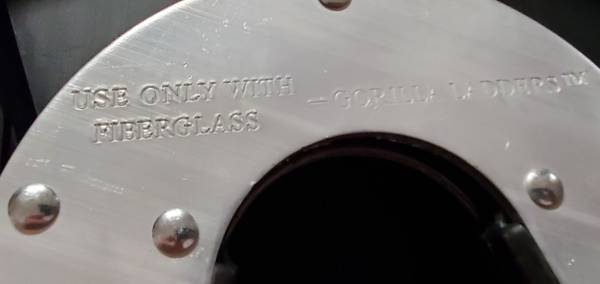 USE ONLY WITH
FIBERGLASS
—GORILLA LADDERS™